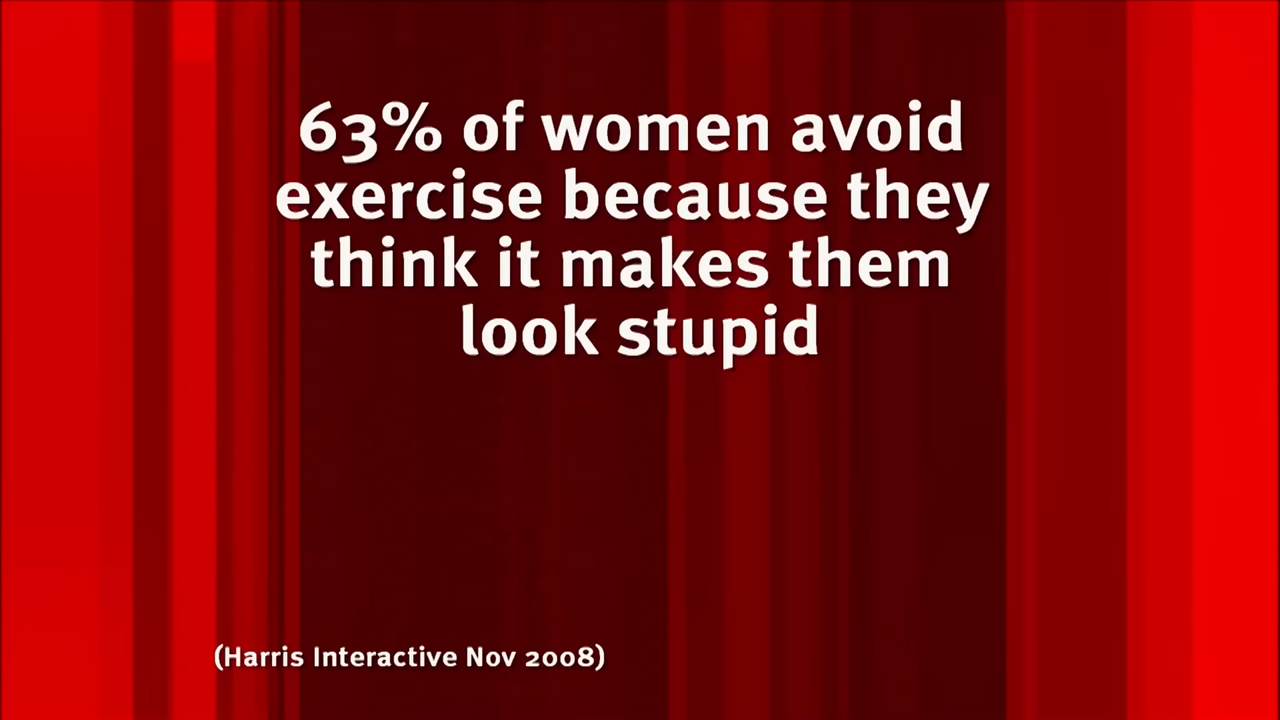 63% of women avoid
exercise because they
think it makes them
look stupid
(Harris Interactive Nov 2008)